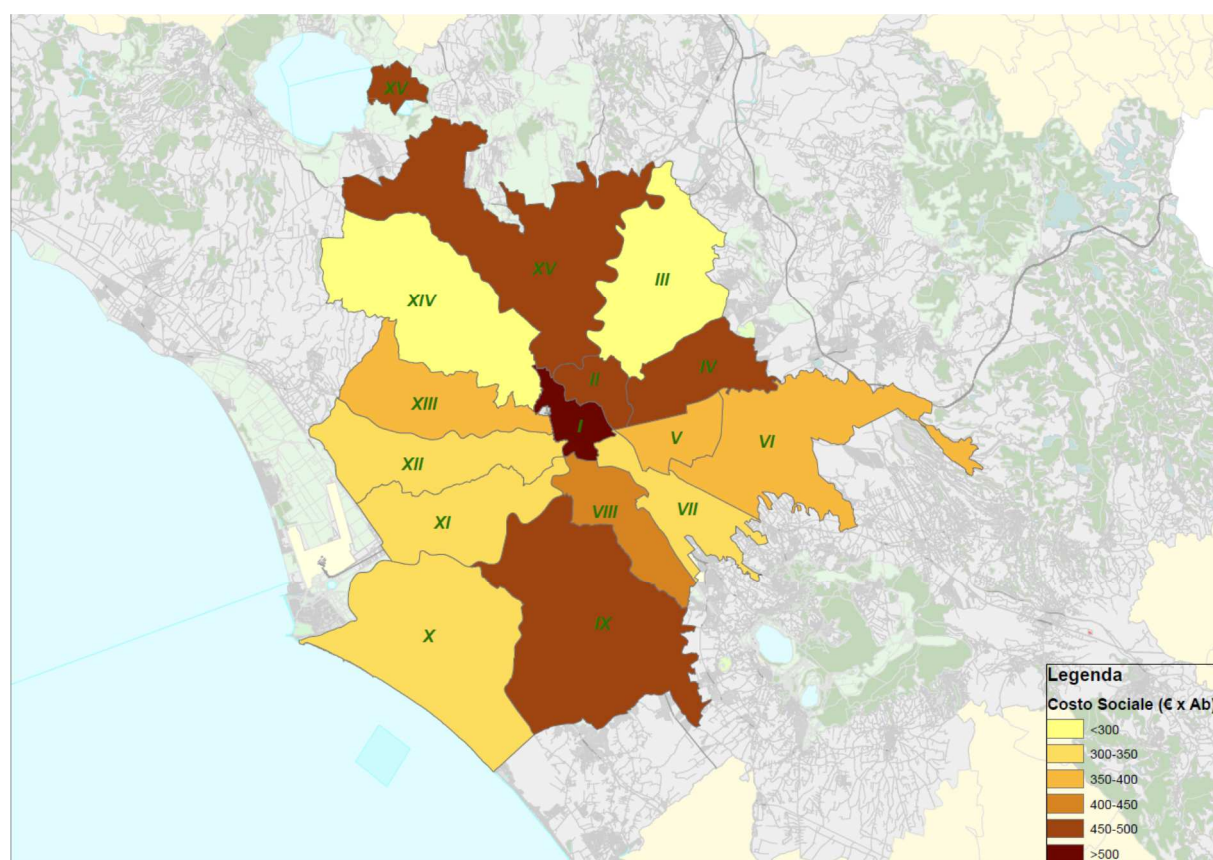 XV
XV
III
XIV
IV
II
XIII
I
V
VI
XII
VII
VIII
XI
IX
X
Legenda
Costo Sociale (€ x Ab)
<300
300-350
350-400
400-450
450-500
>500